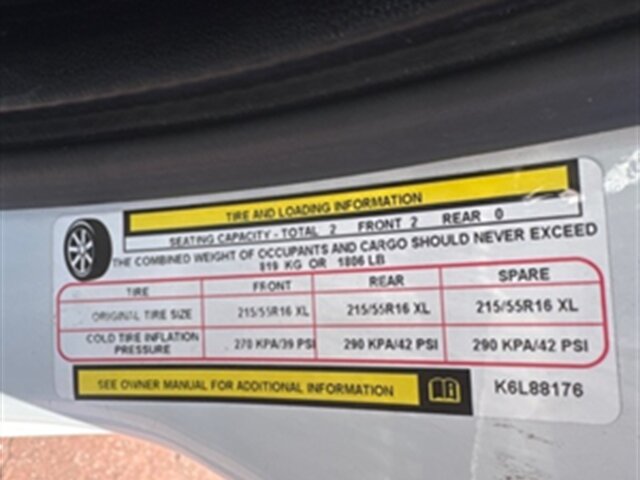 TIRE AND LOADING INFORMATION
SEATING CAPACITY - TOTAL 2 FRONT 2 REAR 0
THE COMBINED WEIGHT OF OCCUPANTS AND CARGO SHOULD NEVER EXCEED
819 KG OR 1806 LB
TIRE FRONT REAR SPARE
ORIGINAL TIRE SIZE 215/55R16 XL 215/55R16 XL 215/55R16 XL
COLD TIRE INFLATION
PRESSURE 270 KPA/39 PSI 290 KPA/42 PSI 290 KPA/42 PSI
SEE OWNER MANUAL FOR ADDITIONAL INFORMATION K6L88176